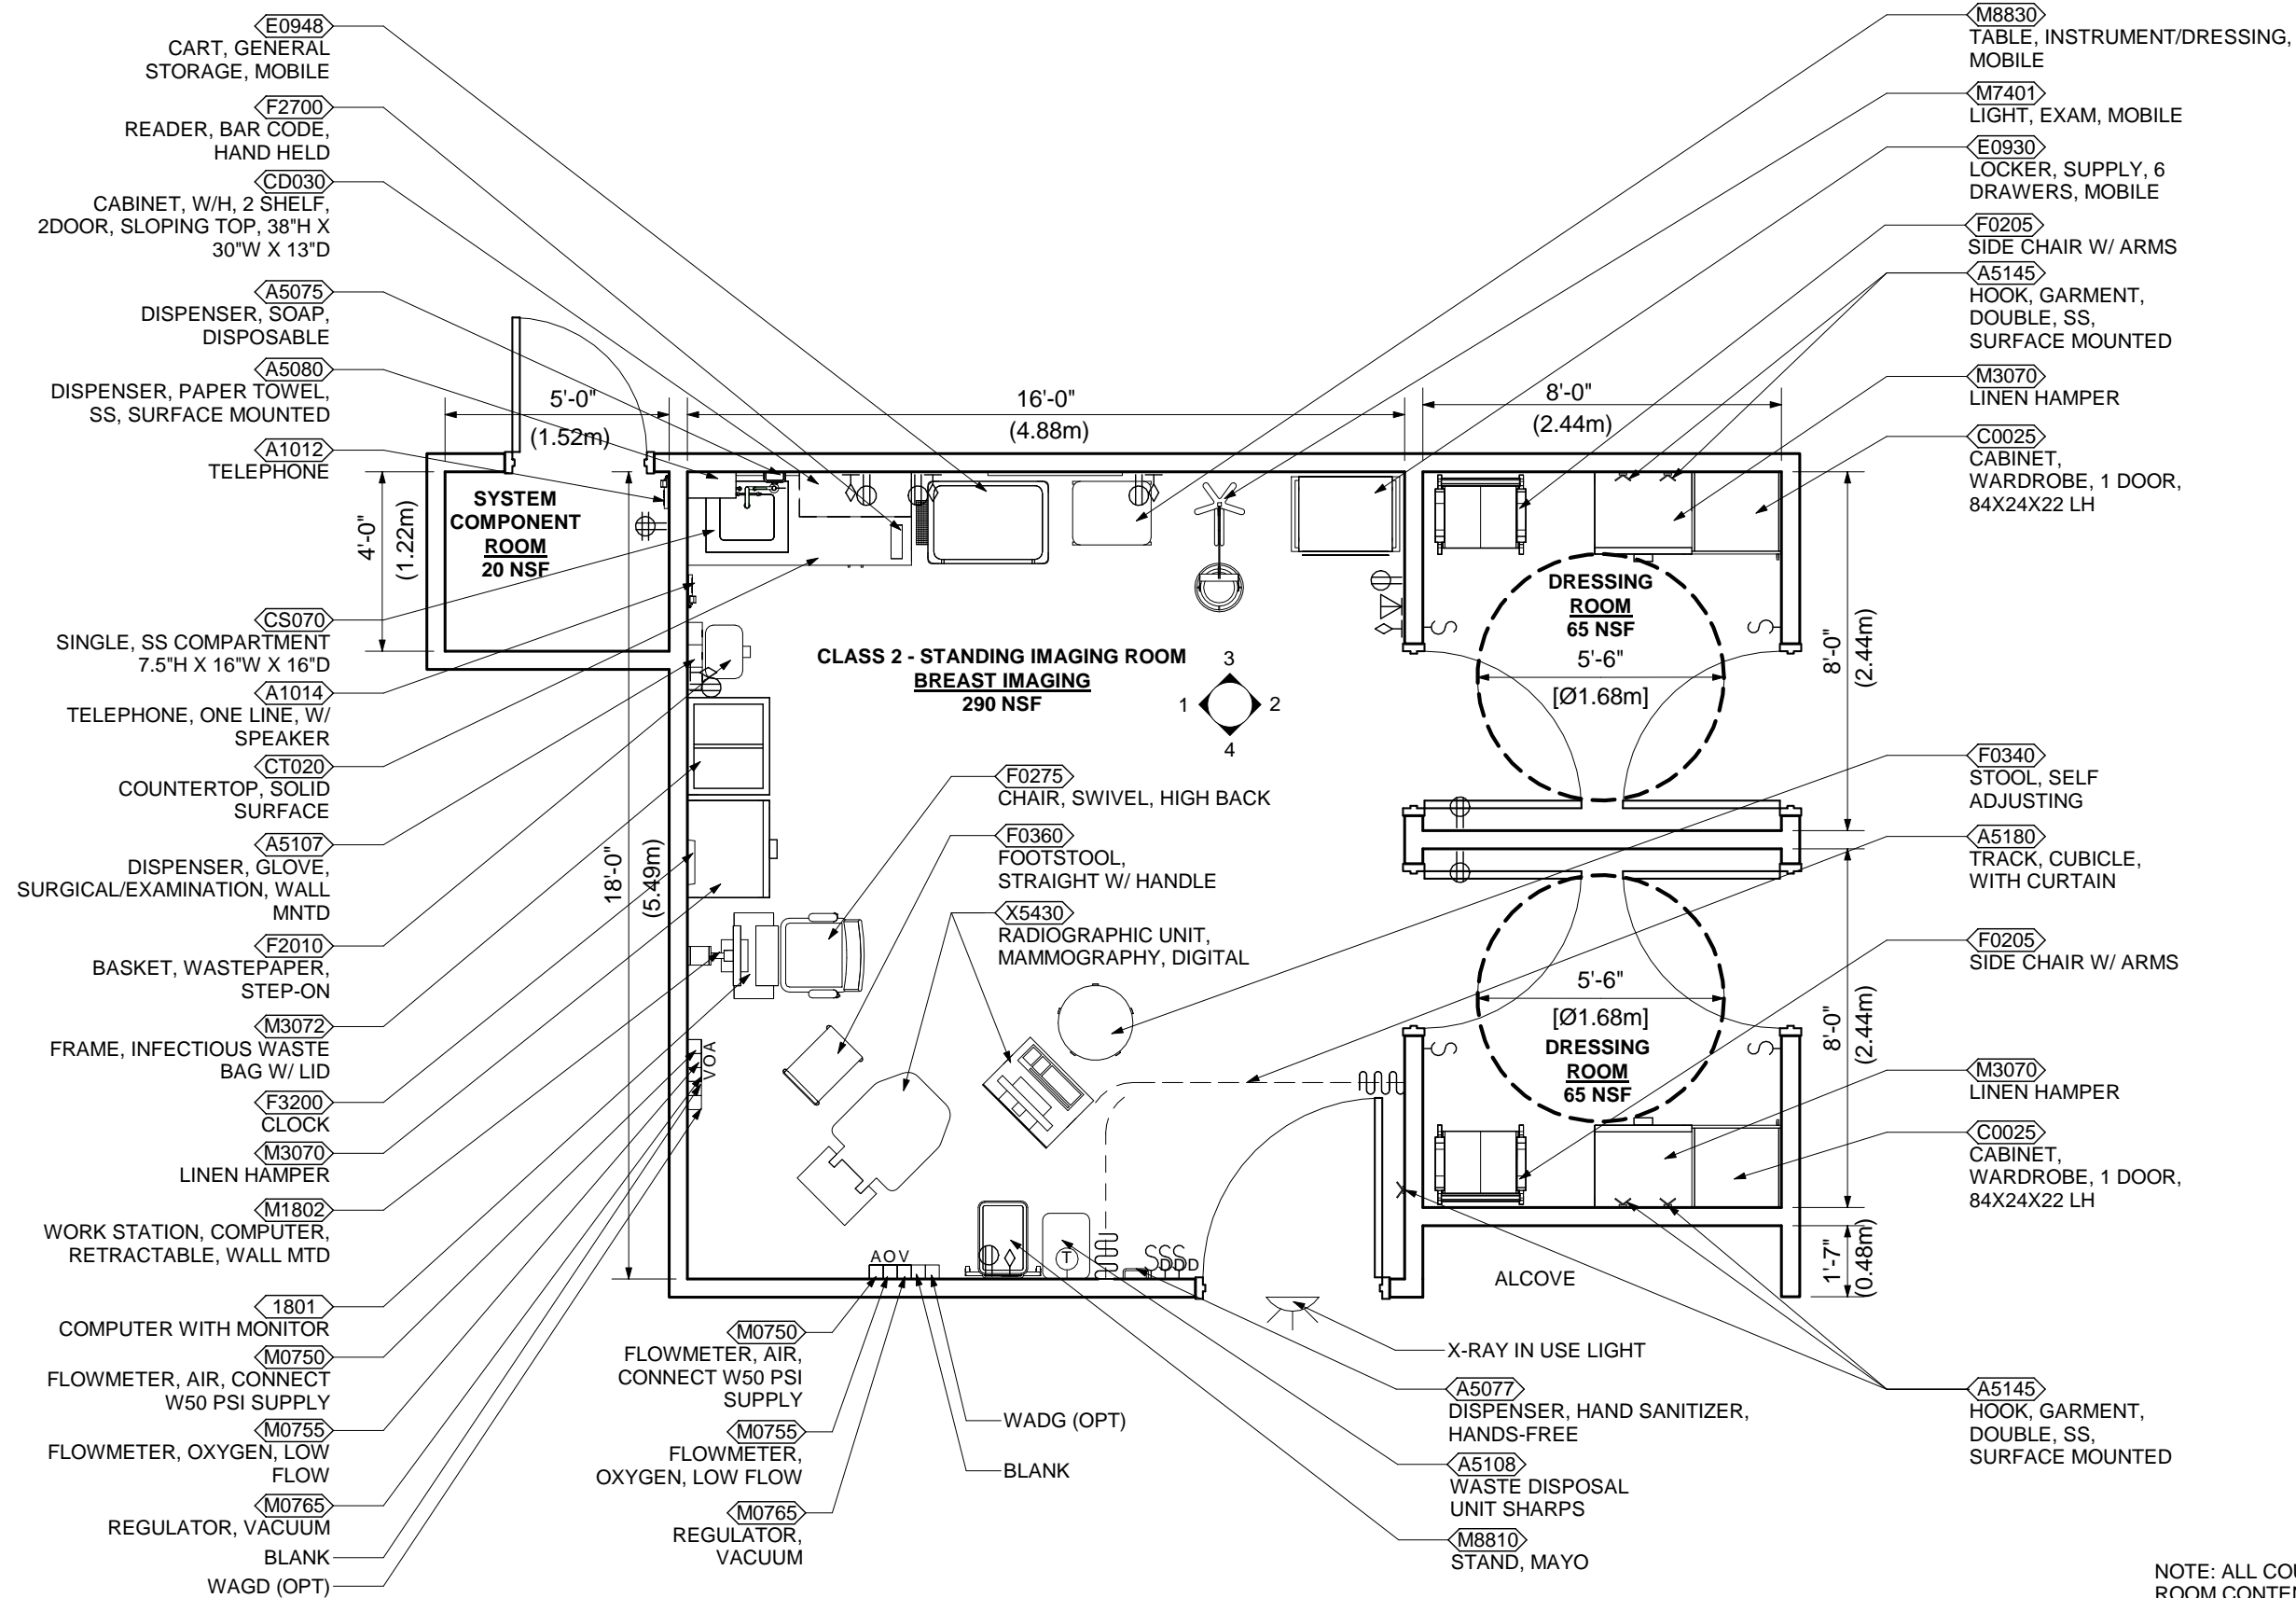 E0948
CART, GENERAL
STORAGE, MOBILE
F2700
READER, BAR CODE,
HAND HELD
CD030
CABINET, W/H, 2 SHELF,
2DOOR, SLOPING TOP, 38"H X
30"W X 13"D
A5075
DISPENSER, SOAP,
DISPOSABLE
A5080
DISPENSER, PAPER TOWEL,
SS, SURFACE MOUNTED
A1012
TELEPHONE
CS070
SINGLE, SS COMPARTMENT
7.5"H X 16"W X 16"D
A1014
TELEPHONE, ONE LINE, W/
SPEAKER
CT020
COUNTERTOP, SOLID
SURFACE
A5107
DISPENSER, GLOVE,
SURGICAL/EXAMINATION, WALL
MNTD
F2010
BASKET, WASTEPAPER,
STEP-ON
M3072
FRAME, INFECTIOUS WASTE
BAG W/ LID
F3200
CLOCK
M3070
LINEN HAMPER
M1802
WORK STATION, COMPUTER,
RETRACTABLE, WALL MTD
1801
COMPUTER WITH MONITOR
M0750
FLOWMETER, AIR, CONNECT
W50 PSI SUPPLY
M0755
FLOWMETER, OXYGEN, LOW
FLOW
M0765
REGULATOR, VACUUM
BLANK
WAGD (OPT)
5'-0"
(1.52m)
16'-0"
(4.88m)
8'-0"
(2.44m)
4'-0"
(1.22m)
SYSTEM
COMPONENT
ROOM
20 NSF
18'-0"
(5.49m)
CLASS 2 - STANDING IMAGING ROOM
BREAST IMAGING
290 NSF
3
1
2
4
F0275
CHAIR, SWIVEL, HIGH BACK
F0360
FOOTSTOOL,
STRAIGHT W/ HANDLE
X5430
RADIOGRAPHIC UNIT,
MAMMOGRAPHY, DIGITAL
VOA
AOV
T
SSS
DDD
DRESSING
ROOM
65 NSF
5'-6"
[Ø1.68m]
S
S
8'-0"
(2.44m)
5'-6"
[Ø1.68m]
DRESSING
ROOM
65 NSF
S
S
8'-0"
(2.44m)
1'-7"
(0.48m)
ALCOVE
M0750
FLOWMETER, AIR,
CONNECT W50 PSI
SUPPLY
M0755
FLOWMETER,
OXYGEN, LOW FLOW
M0765
REGULATOR,
VACUUM
WADG (OPT)
BLANK
X-RAY IN USE LIGHT
A5077
DISPENSER, HAND SANITIZER,
HANDS-FREE
A5108
WASTE DISPOSAL
UNIT SHARPS
M8810
STAND, MAYO
M8830
TABLE, INSTRUMENT/DRESSING,
MOBILE
M7401
LIGHT, EXAM, MOBILE
E0930
LOCKER, SUPPLY, 6
DRAWERS, MOBILE
F0205
SIDE CHAIR W/ ARMS
A5145
HOOK, GARMENT,
DOUBLE, SS,
SURFACE MOUNTED
M3070
LINEN HAMPER
C0025
CABINET,
WARDROBE, 1 DOOR,
84X24X22 LH
F0340
STOOL, SELF
ADJUSTING
A5180
TRACK, CUBICLE,
WITH CURTAIN
F0205
SIDE CHAIR W/ ARMS
M3070
LINEN HAMPER
C0025
CABINET,
WARDROBE, 1 DOOR,
84X24X22 LH
A5145
HOOK, GARMENT,
DOUBLE, SS,
SURFACE MOUNTED
NOTE: ALL
ROOM